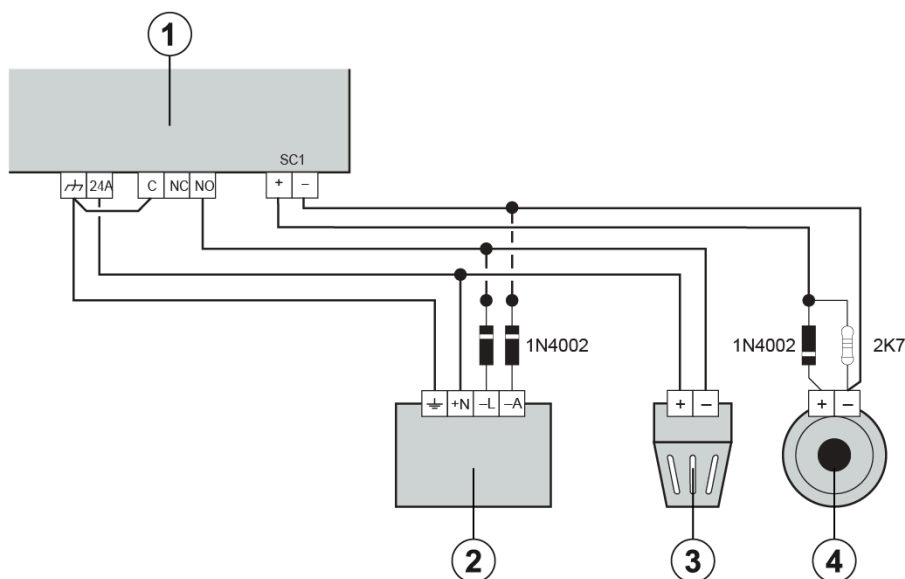 1
SC1
24A C NC NO + −
1N4002
1N4002 2K7
+N −L −A + − + −
2 3 4